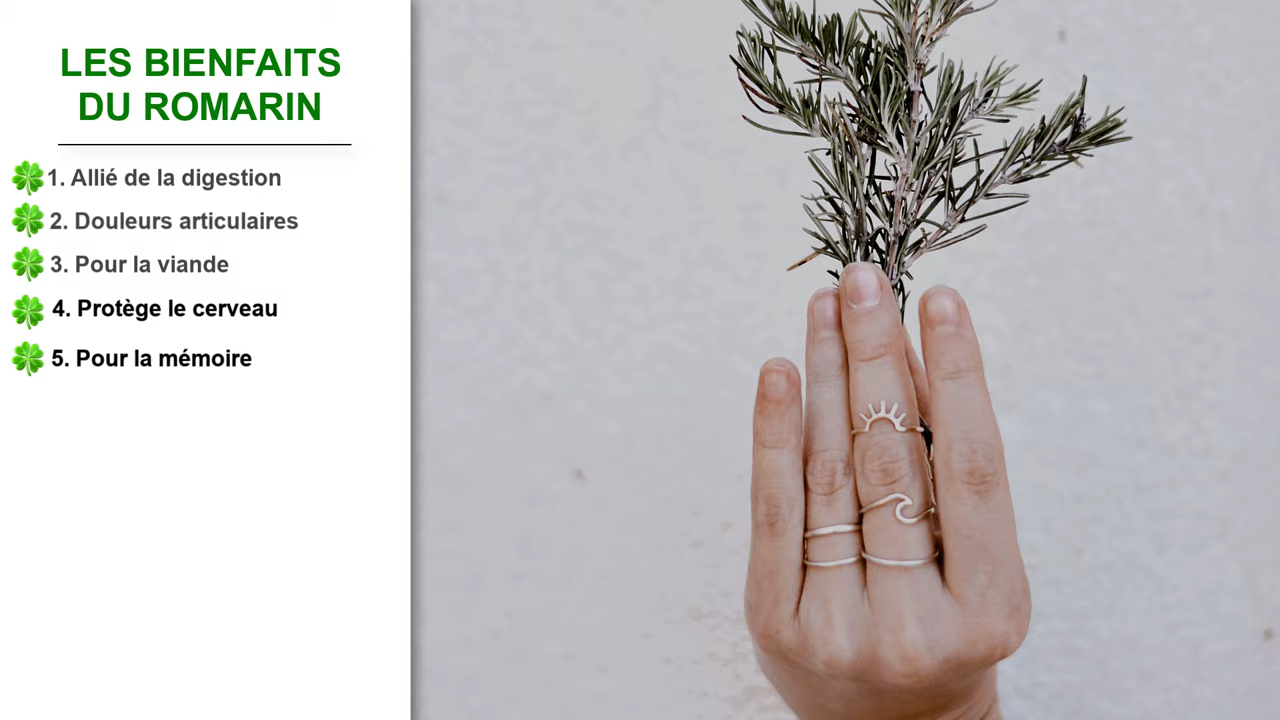 LES BIENFAITS
DU ROMARIN
1. Allié de la digestion
2. Douleurs articulaires
3. Pour la viande
4. Protège le cerveau
5. Pour la mémoire